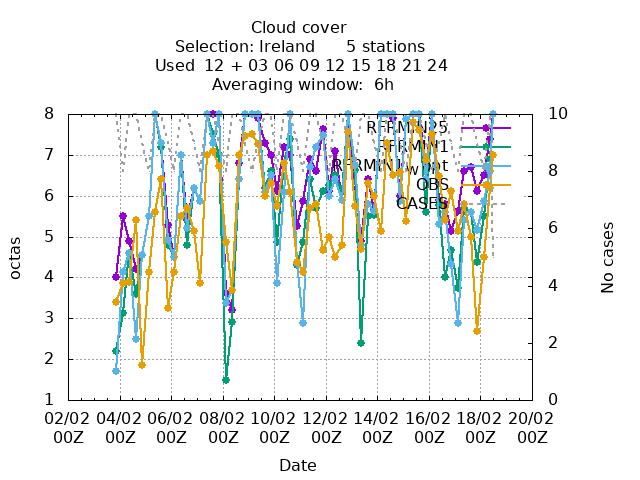 Cloud cover
Selection: Ireland 5 stations
Used 12 + 03 06 09 12 15 18 21 24
Averaging window: 6h
8 10
RFRMIN25
RFRMIN1
7
8
OBS
CASES
6
6
5
octas
No cases
4
4
3
2
2
1 0
02/02 04/02 06/02 08/02 10/02 12/02 14/02 16/02 18/02 20/02
00Z 00Z 00Z 00Z 00Z 00Z 00Z 00Z 00Z 00Z
Date